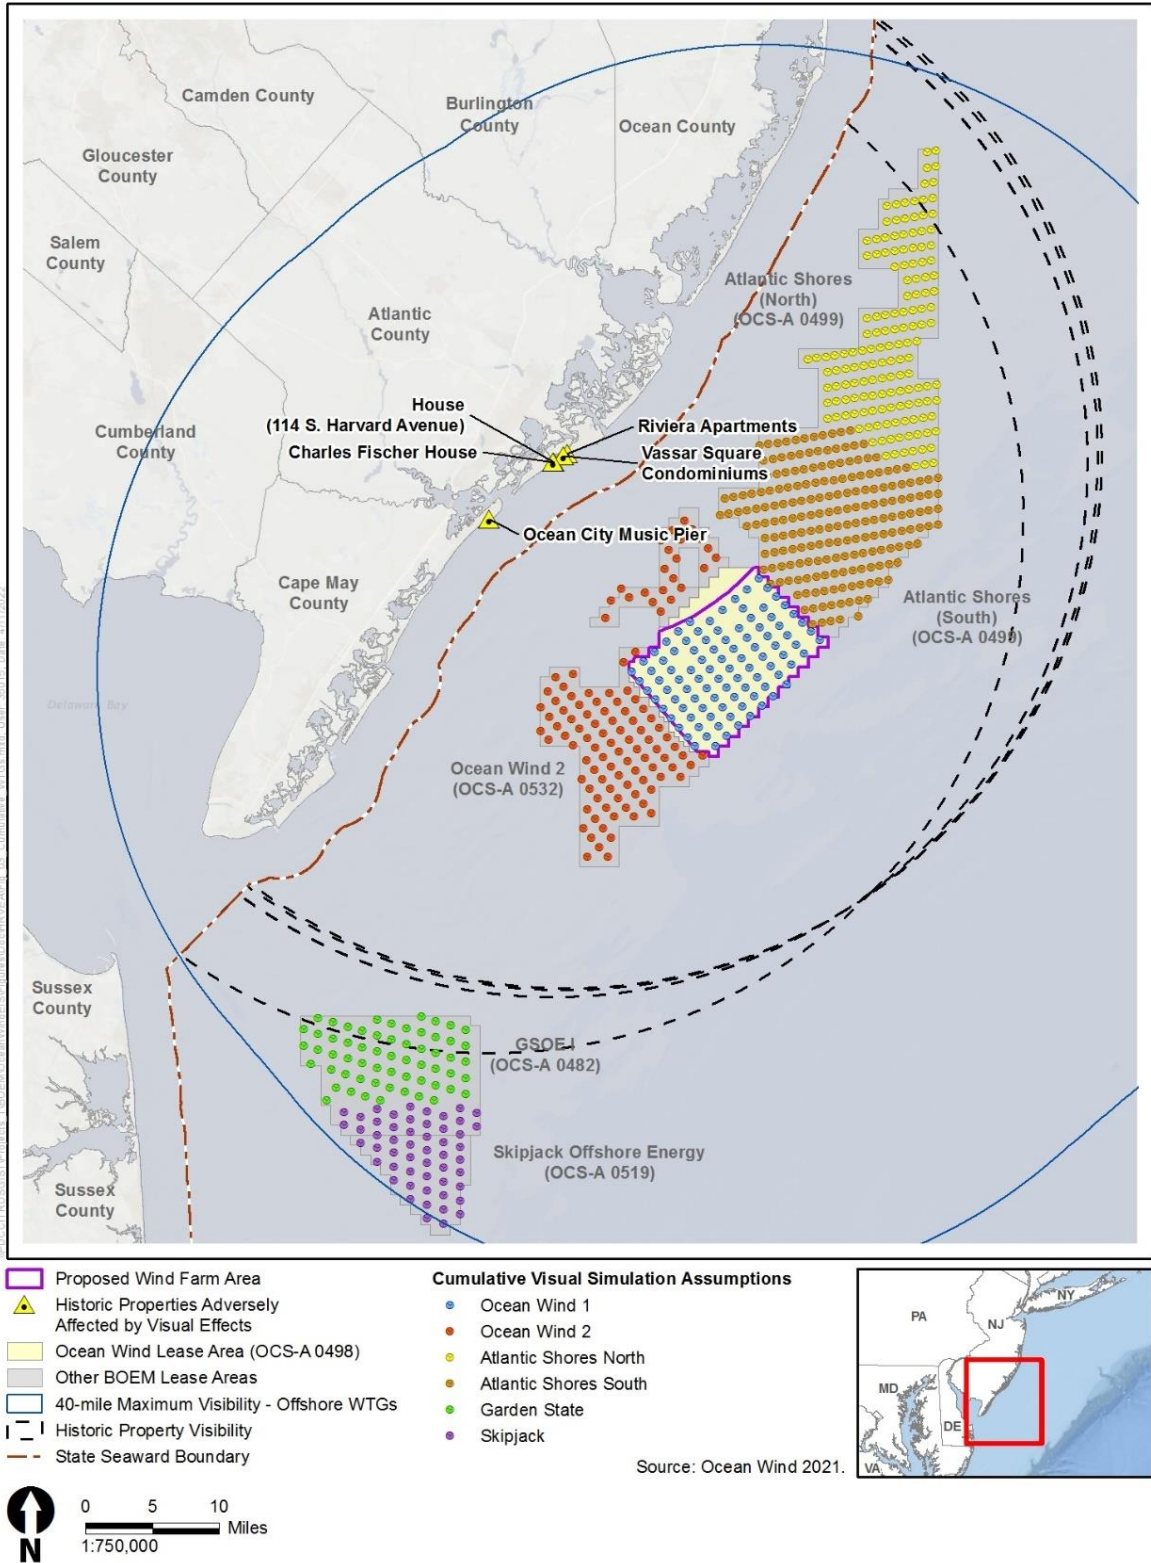 Camden County
Burlington
County
Ocean County
Gloucester
County
Salem
County
Atlantic Shores
(North)
(OCS-A 0499)
Atlantic
County
House
(114 S. Harvard Avenue)
Riviera Apartments
Cumberland
County
Charles Fischer House
Vassar Square
Condominiums
Ocean City Music Pier
Cape May
County
Atlantic Shores
(South)
(OCS-A 0499)
Delaware Bay
Ocean Wind 2
(OCS-A 0532)
Sussex
County
GSOE I
(OCS-A 0482)
Skipjack Offshore Energy
(OCS-A 0519)
Sussex
County
Proposed Wind Farm Area
Historic Properties Adversely
Affected by Visual Effects
Ocean Wind Lease Area (OCS-A 0498)
Other BOEM Lease Areas
40-mile Maximum Visibility - Offshore WTGs
Historic Property Visibility
State Seaward Boundary
Cumulative Visual Simulation Assumptions
Ocean Wind 1
Ocean Wind 2
Atlantic Shores North
Atlantic Shores South
Garden State
Skipjack
Source: Ocean Wind 2021.
NY
PA
NJ
MD
DE
VA
N
0 5 10
Miles
1:750,000